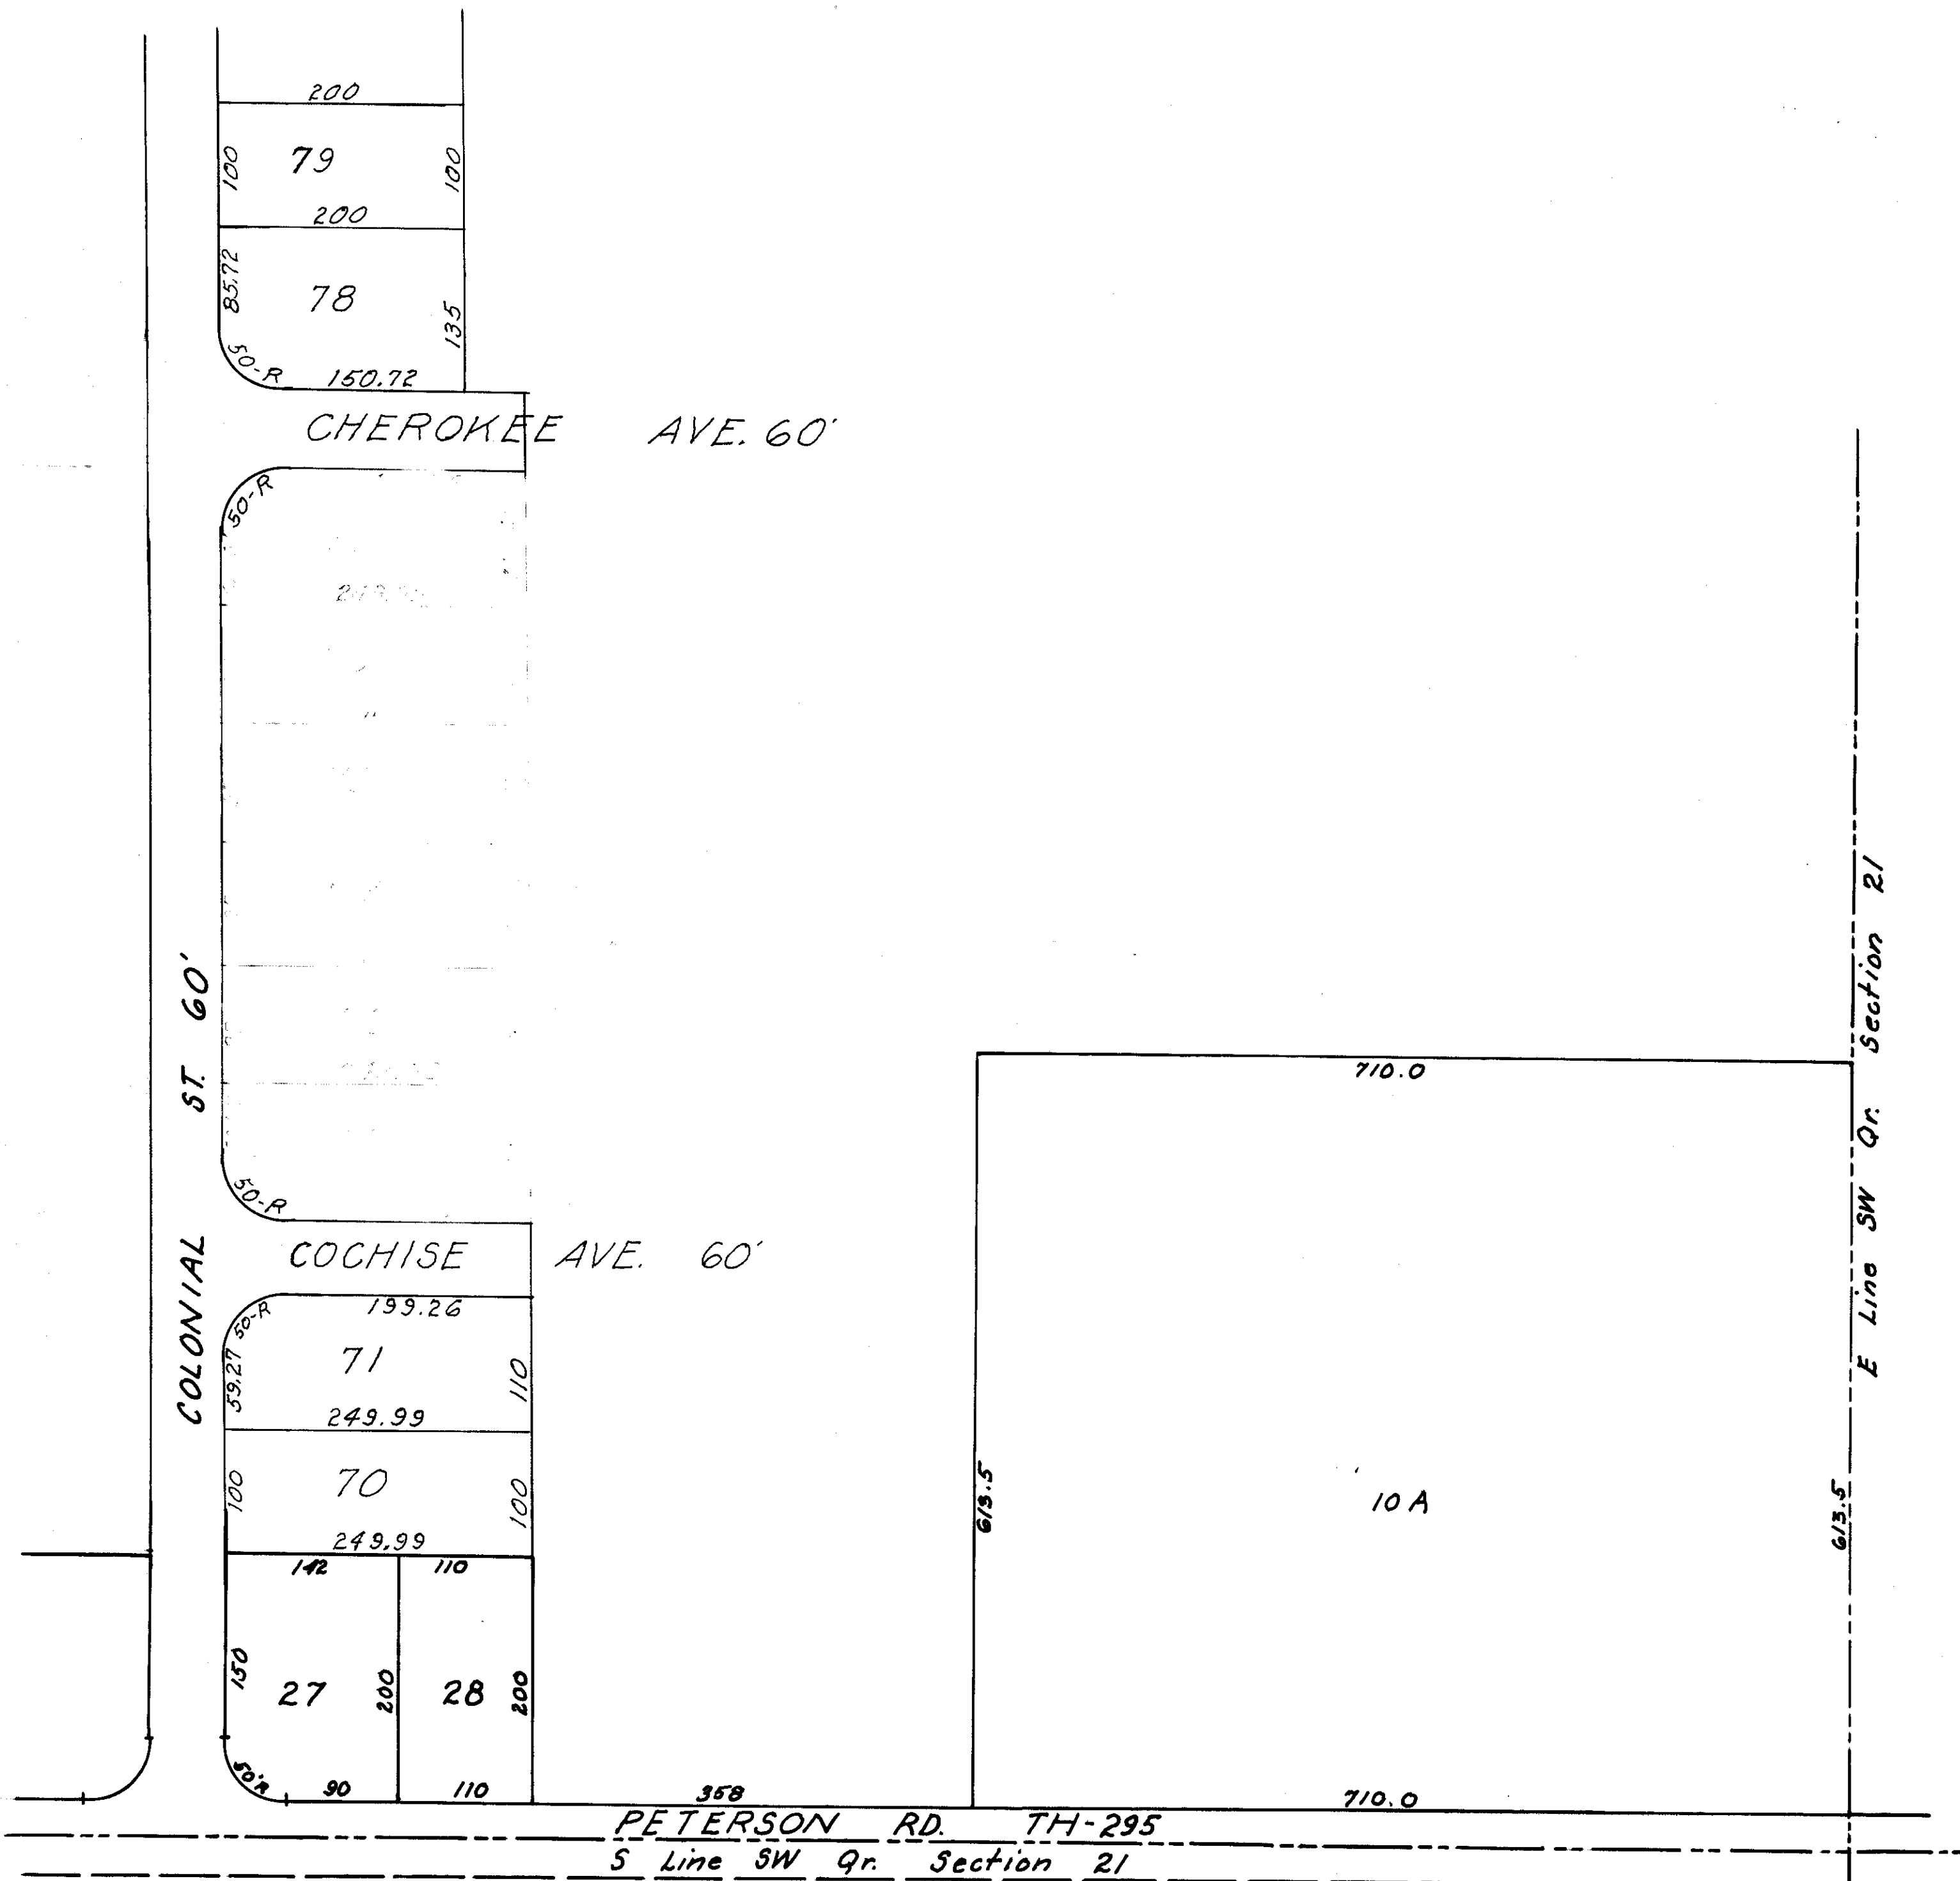 200
79
100
100
200
85.72
78
135
50-R
150.72
CHEROKEE AVE. 60'
50-R
50-R
COCHISE AVE. 60'
COLONIAL ST. 60'
199.26
50-R
59.27
71
110
249.99
100
70
100
249.99
142
110
150
27
200
28
200
50'R
90
110
358
710.0
613.5
10 A
613.5
710.0
E Line SW Qr. Section 21
PETERSON RD. TH-295
S Line SW Qr. Section 21